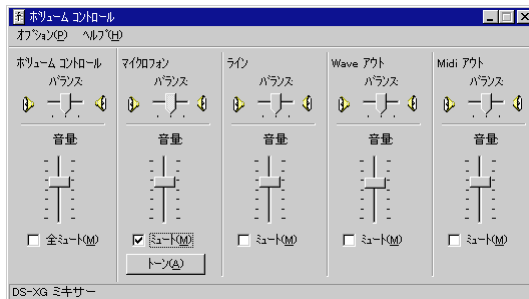 ボリューム コントロール
オプション(P) ヘルプ(H)
ボリューム コントロール マイクロフォン ライン Wave アウト Midi アウト
バランス バランス バランス バランス バランス
音量 音量 音量 音量 音量
全ミュート(M) ミュート(M) ミュート(M) ミュート(M) ミュート(M)
トーン(A)
DS-XG ミキサー